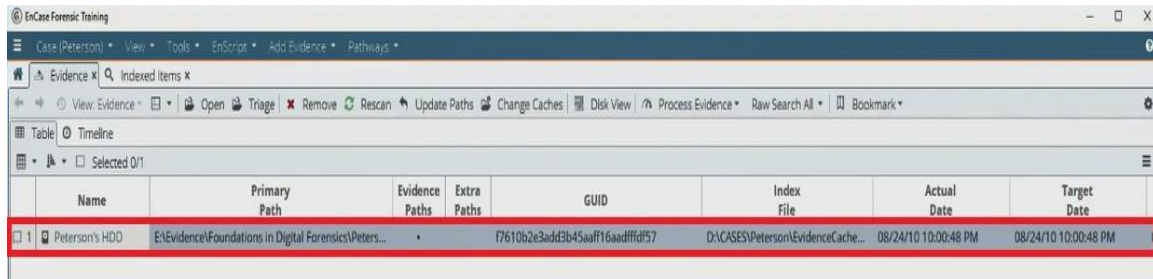 EnCase Forensic Training
Case (Peterson) View Tools EnScript Add Evidence Pathways
Evidence x Indexed Items x
View: Evidence Open Triage Remove Rescan Update Paths Change Caches Disk View Process Evidence Raw Search All Bookmark
Table Timeline
Selected 0/1
Name Primary Path Evidence Paths Extra Paths GUID Index File Actual Date Target Date
1 Peterson's HDD E:\Evidence\Foundations in Digital Forensics\Peters... • f7610b2e3add3b45aaff16aadfffdf57 D:\CASES\Peterson\EvidenceCache... 08/24/10 10:00:48 PM 08/24/10 10:00:48 PM